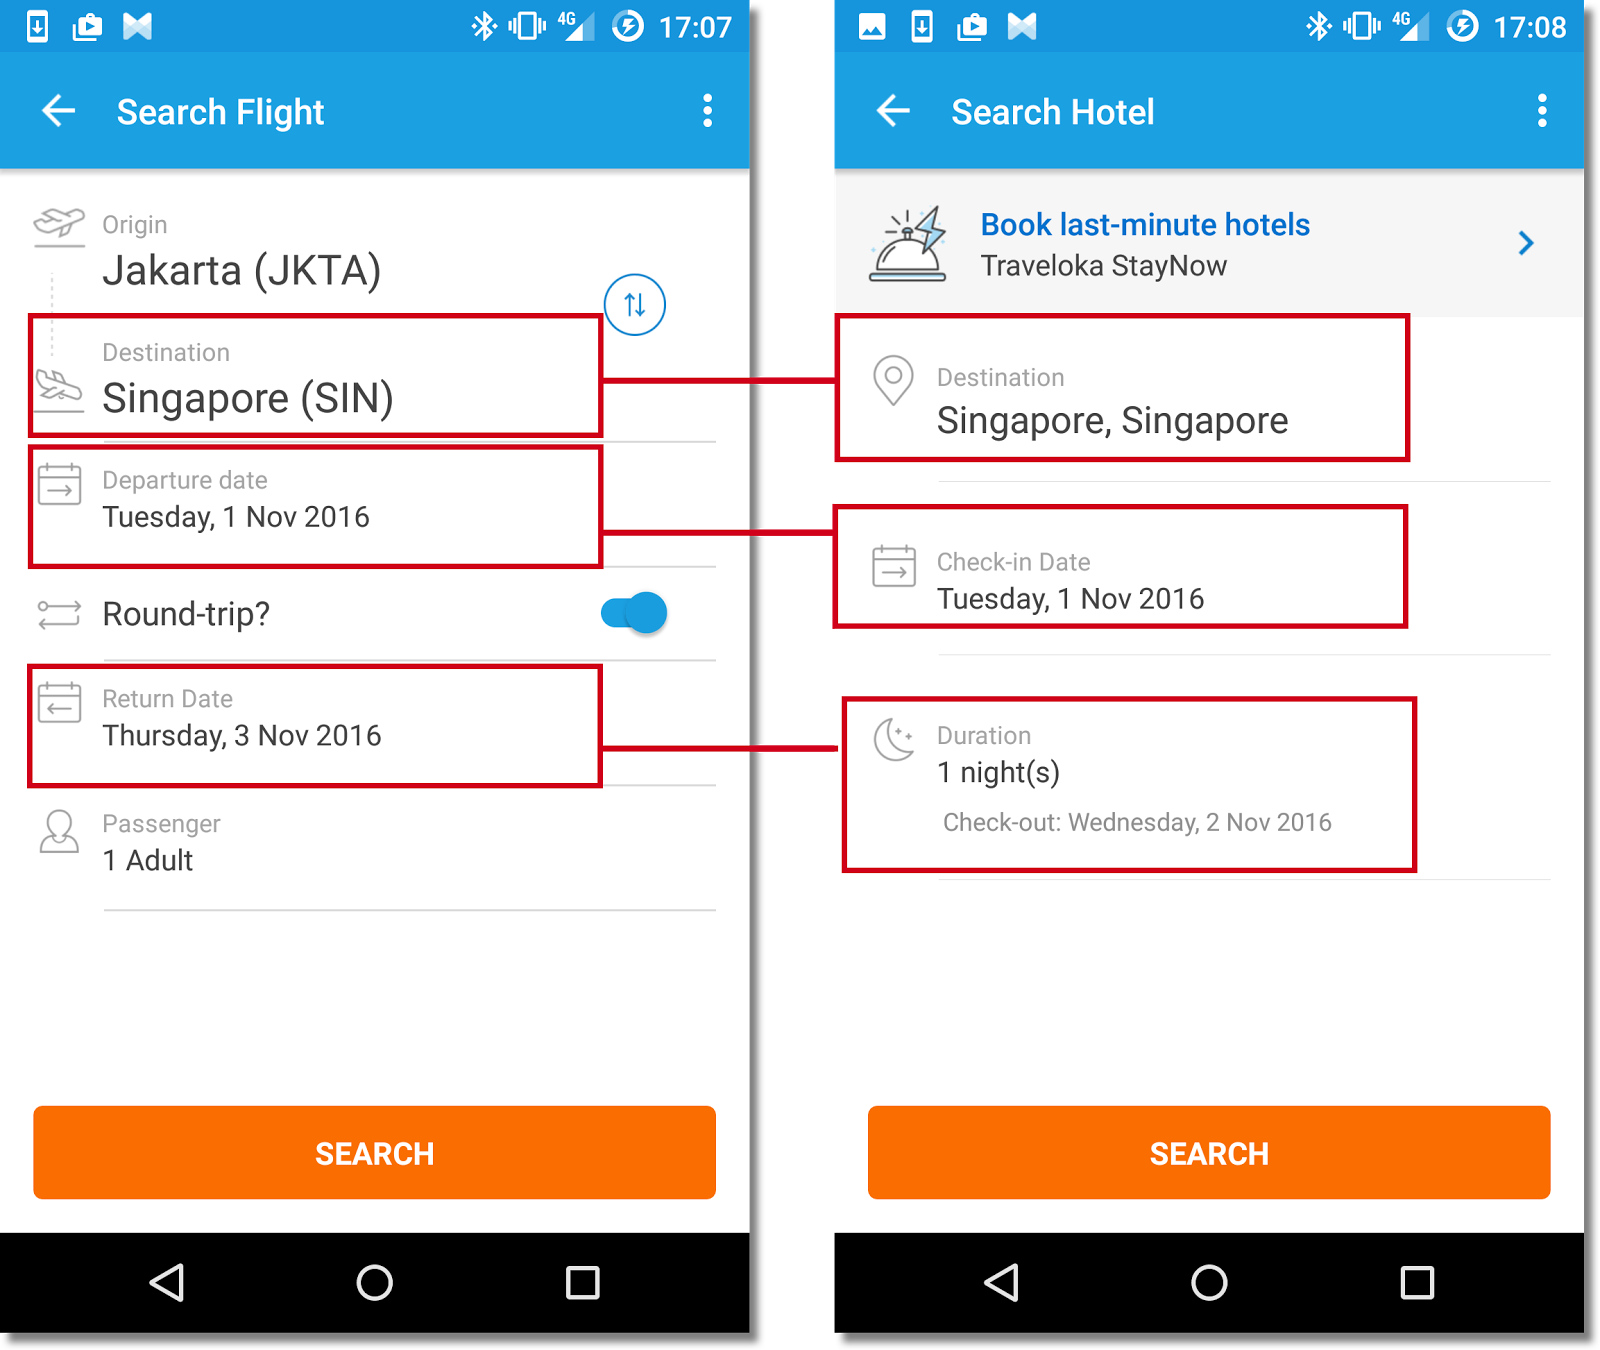 4G 17:07
Search Flight
Origin
Jakarta (JKTA)
Destination
Singapore (SIN)
Departure date
Tuesday, 1 Nov 2016
Round-trip?
Return Date
Thursday, 3 Nov 2016
Passenger
1 Adult
SEARCH
4G 17:08
Search Hotel
Book last-minute hotels
Traveloka StayNow
Destination
Singapore, Singapore
Check-in Date
Tuesday, 1 Nov 2016
Duration
1 night(s)
Check-out: Wednesday, 2 Nov 2016
SEARCH